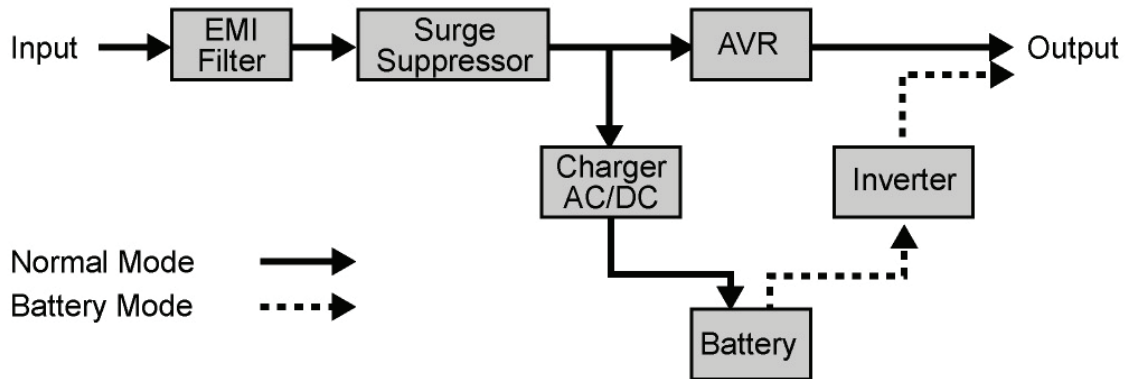 Input
EMI
Filter
Surge
Suppressor
AVR
Output
Charger
AC/DC
Inverter
Normal Mode
Battery Mode
Battery